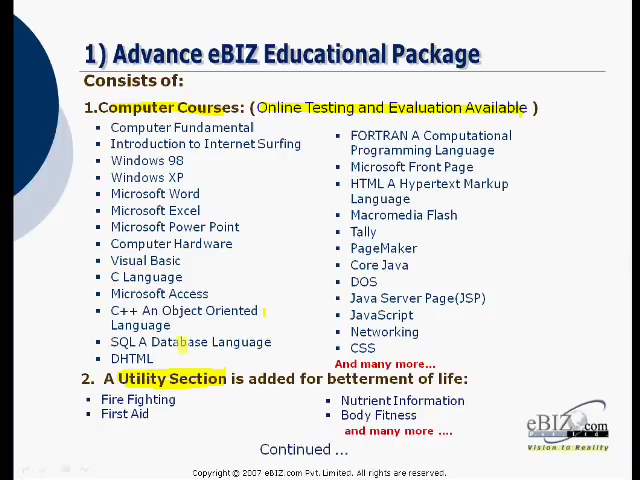 1) Advance eBIZ Educational Package
Consists of:
1.Computer Courses: (Online Testing and Evaluation Available )
▪ Computer Fundamental
▪ Introduction to Internet Surfing
▪ Windows 98
▪ Windows XP
▪ Microsoft Word
▪ Microsoft Excel
▪ Microsoft Power Point
▪ Computer Hardware
▪ Visual Basic
▪ C Language
▪ Microsoft Access
▪ C++ An Object Oriented
Language
▪ SQL A Database Language
▪ DHTML
▪ FORTRAN A Computational
Programming Language
▪ Microsoft Front Page
▪ HTML A Hypertext Markup
Language
▪ Macromedia Flash
▪ Tally
▪ PageMaker
▪ Core Java
▪ DOS
▪ Java Server Page(JSP)
▪ JavaScript
▪ Networking
▪ CSS
And many more...
2. A Utility Section is added for betterment of life:
▪ Fire Fighting
▪ First Aid
▪ Nutrient Information
▪ Body Fitness
and many more ....
Continued ...
eBIZ.com
Pvt. Ltd.
Vision to Reality
Copyright © 2007 eBIZ.com Pvt. Limited. All rights are reserved.